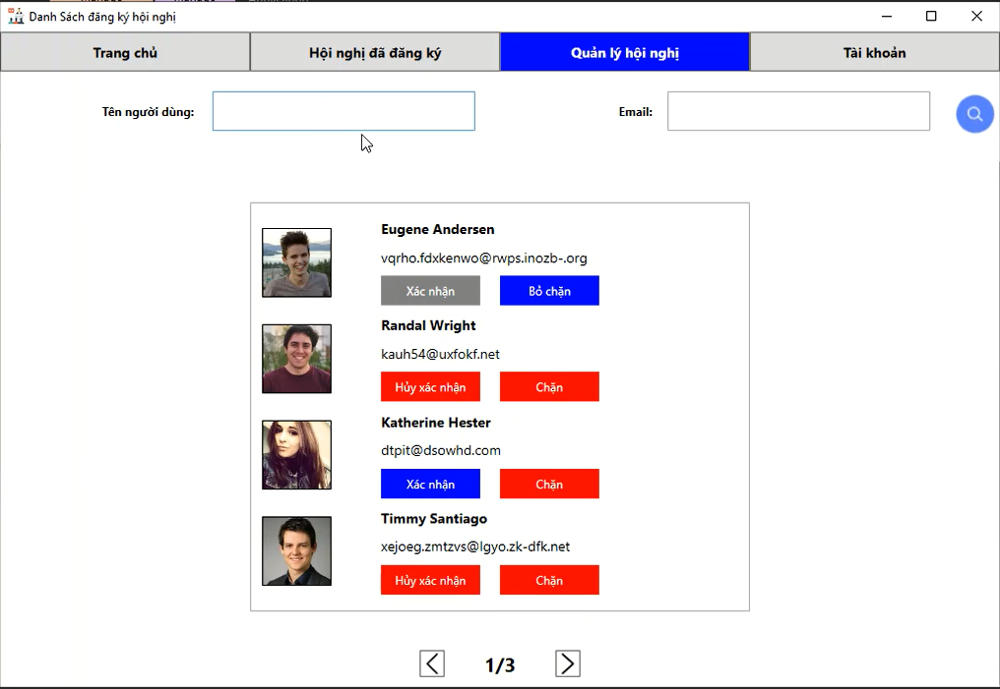 Danh Sách đăng ký hội nghị
Trang chủ Hội nghị đã đăng ký Quản lý hội nghị Tài khoản
Tên người dùng: Email:
Eugene Andersen
vqrho.fdxkenwo@rwps.inozb-.org
Xác nhận Bỏ chặn
Randal Wright
kauh54@uxfokf.net
Hủy xác nhận Chặn
Katherine Hester
dtpit@dsowhd.com
Xác nhận Chặn
Timmy Santiago
xejoeg.zmtzvs@lgyo.zk-dfk.net
Hủy xác nhận Chặn
1/3